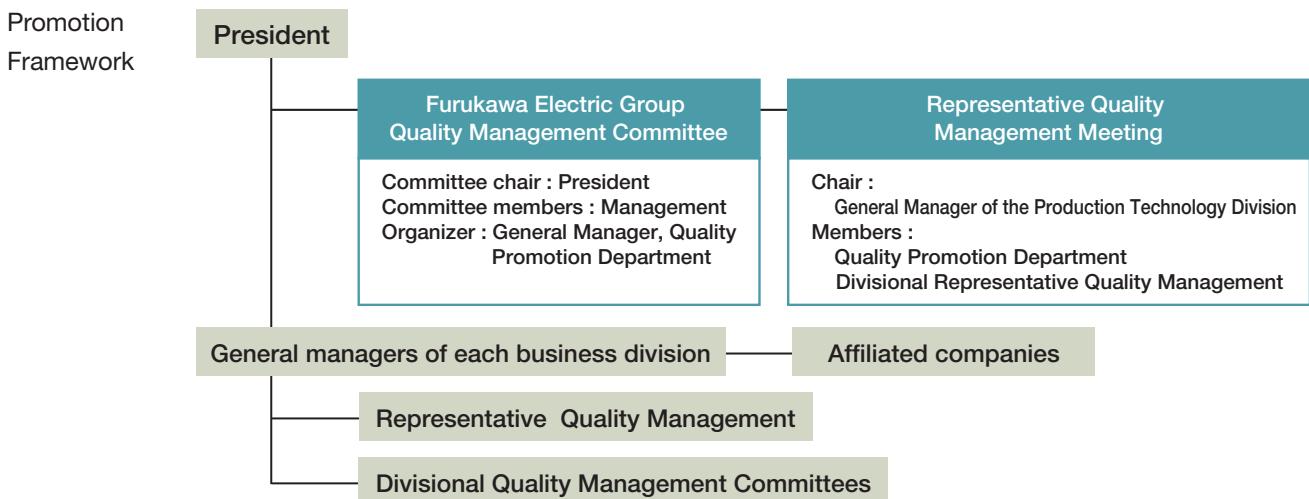 Promotion
Framework
President
Furukawa Electric Group
Quality Management Committee
Committee chair : President
Committee members : Management
Organizer : General Manager, Quality
Promotion Department
Representative Quality
Management Meeting
Chair :
General Manager of the Production Technology Division
Members :
Quality Promotion Department
Divisional Representative Quality Management
General managers of each business division
Affiliated companies
Representative Quality Management
Divisional Quality Management Committees